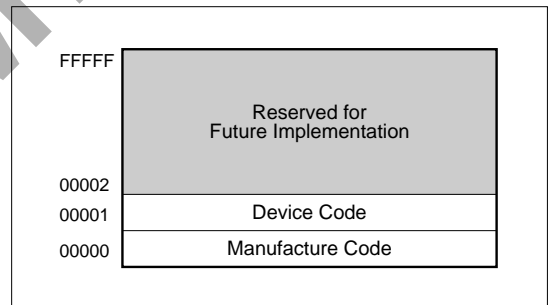 FFFFF
Reserved for
Future Implementation
00002
00001 Device Code
00000 Manufacture Code